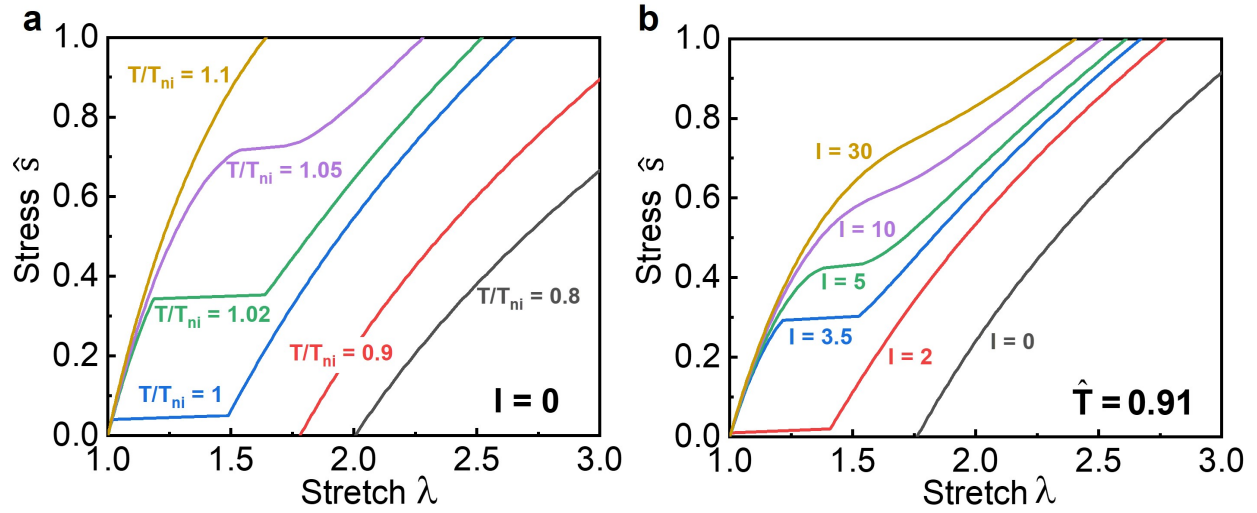 a
1.0
0.8
0.6
0.4
0.2
0.0
Stress ŝ
T/Tni = 1.1
T/Tni = 1.05
T/Tni = 1.02
T/Tni = 0.8
T/Tni = 0.9
T/Tni = 1
I = 0
1.0 1.5 2.0 2.5 3.0
Stretch λ
b
1.0
0.8
0.6
0.4
0.2
0.0
Stress ŝ
I = 30
I = 10
I = 5
I = 3.5
I = 2
I = 0
T̂ = 0.91
1.0 1.5 2.0 2.5 3.0
Stretch λ